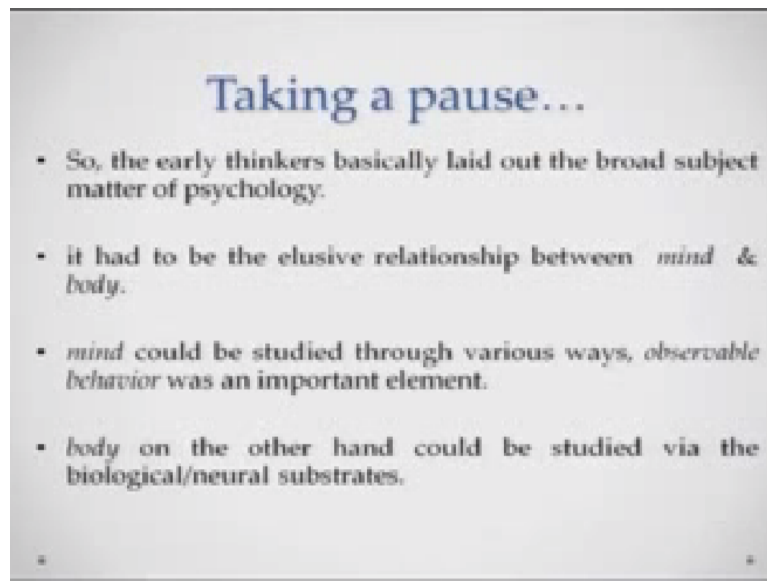 Taking a pause...
• So, the early thinkers basically laid out the broad subject
matter of psychology.
• it had to be the elusive relationship between mind &
body.
• mind could be studied through various ways, observable
behavior was an important element.
• body on the other hand could be studied via the
biological/neural substrates.